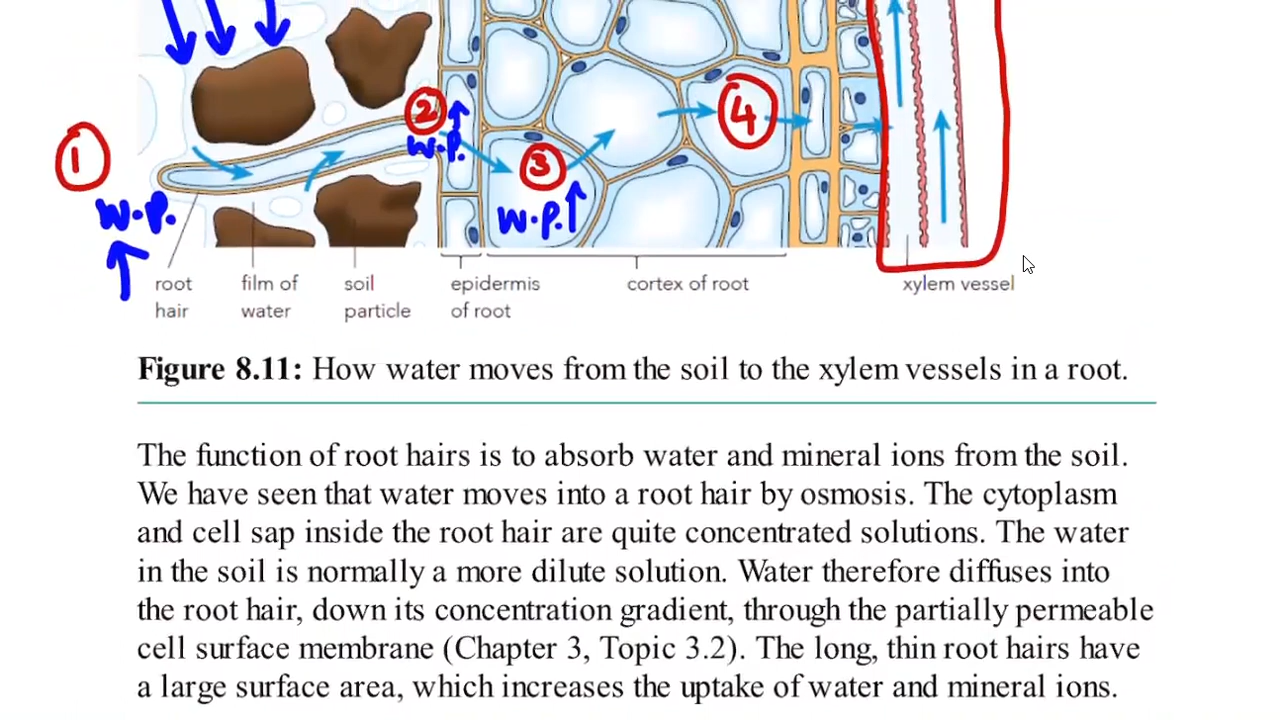 ②
①
W.P.
③
④
W.P.↑
W.P.
↑
root
hair
film of
water
soil
particle
epidermis
of root
cortex of root
xylem vessel
Figure 8.11: How water moves from the soil to the xylem vessels in a root.
The function of root hairs is to absorb water and mineral ions from the soil.
We have seen that water moves into a root hair by osmosis. The cytoplasm
and cell sap inside the root hair are quite concentrated solutions. The water
in the soil is normally a more dilute solution. Water therefore diffuses into
the root hair, down its concentration gradient, through the partially permeable
cell surface membrane (Chapter 3, Topic 3.2). The long, thin root hairs have
a large surface area, which increases the uptake of water and mineral ions.